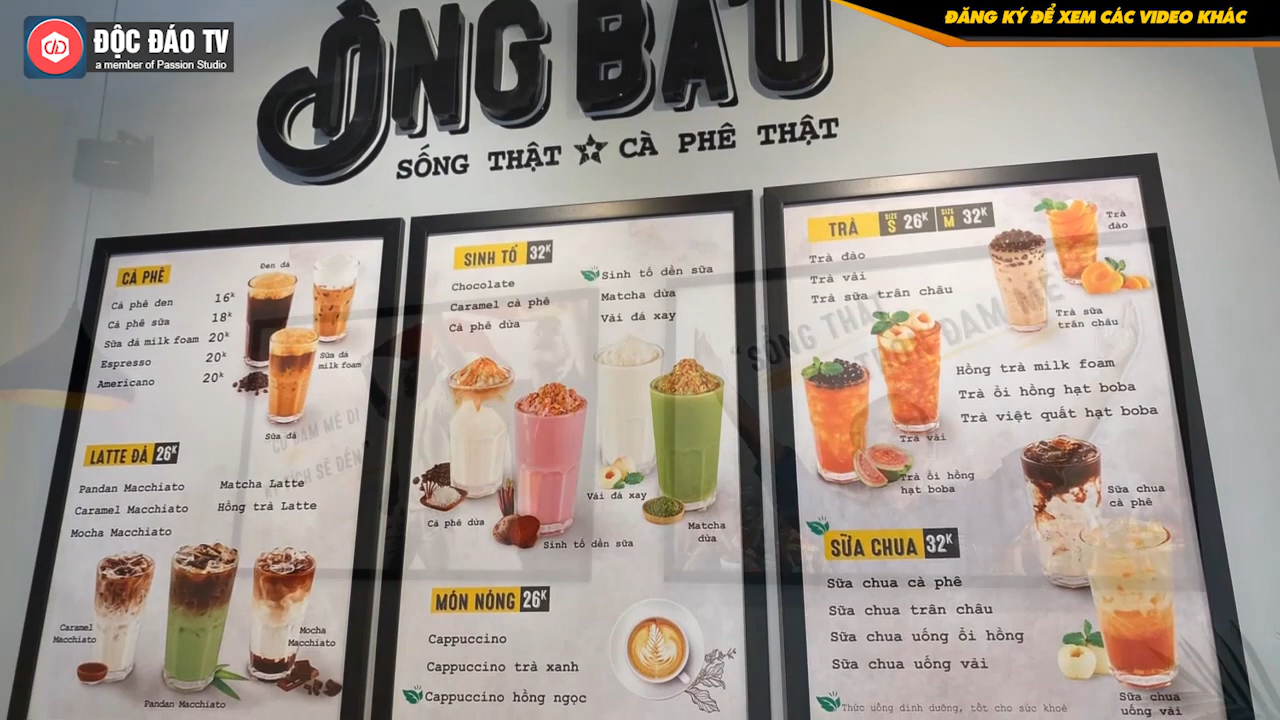 ĐỘC ĐÁO TV
a member of Passion Studio
ĐĂNG KÝ ĐỂ XEM CÁC VIDEO KHÁC
ÔNG BẦU
SỐNG THẬT ★ CÀ PHÊ THẬT
CÀ PHÊ
Cà phê đen 16K
Cà phê sữa 18K
Sữa đá milk foam 20K
Espresso 20K
Americano 20K
Đen đá
Sữa đá
milk foam
Sữa đá
LATTE ĐÁ 26K
Pandan Macchiato
Caramel Macchiato
Mocha Macchiato
Matcha Latte
Hồng trà Latte
Caramel
Macchiato
Mocha
Macchiato
Pandan Macchiato
SINH TỐ 32K
Chocolate
Caramel cà phê
Cà phê dừa
Sinh tố dền sữa
Matcha dừa
Vải đá xay
Cà phê dừa
Vải đá xay
Sinh tố dền sữa
Matcha
dừa
MÓN NÓNG 26K
Cappuccino
Cappuccino trà xanh
Cappuccino hồng ngọc
TRÀ SIZE S 26K SIZE M 32K
Trà đào
Trà vải
Trà sữa trân châu
Trà
đào
Trà sữa
trân châu
Hồng trà milk foam
Trà ổi hồng hạt boba
Trà việt quất hạt boba
Trà vải
Trà ổi hồng
hạt boba
Sữa chua
cà phê
SỮA CHUA 32K
Sữa chua cà phê
Sữa chua trân châu
Sữa chua uống ổi hồng
Sữa chua uống vải
Sữa chua
uống vải
Thức uống dinh dưỡng, tốt cho sức khoẻ